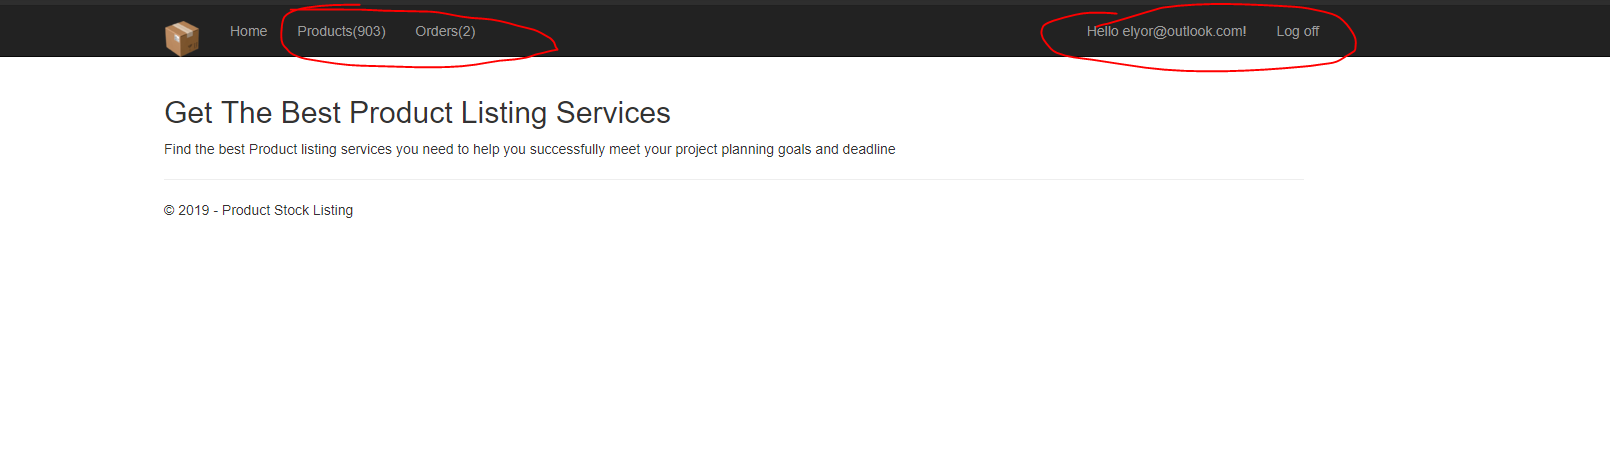 Home Products(903) Orders(2) Hello elyor@outlook.com! Log off
Get The Best Product Listing Services
Find the best Product listing services you need to help you successfully meet your project planning goals and deadline
© 2019 - Product Stock Listing